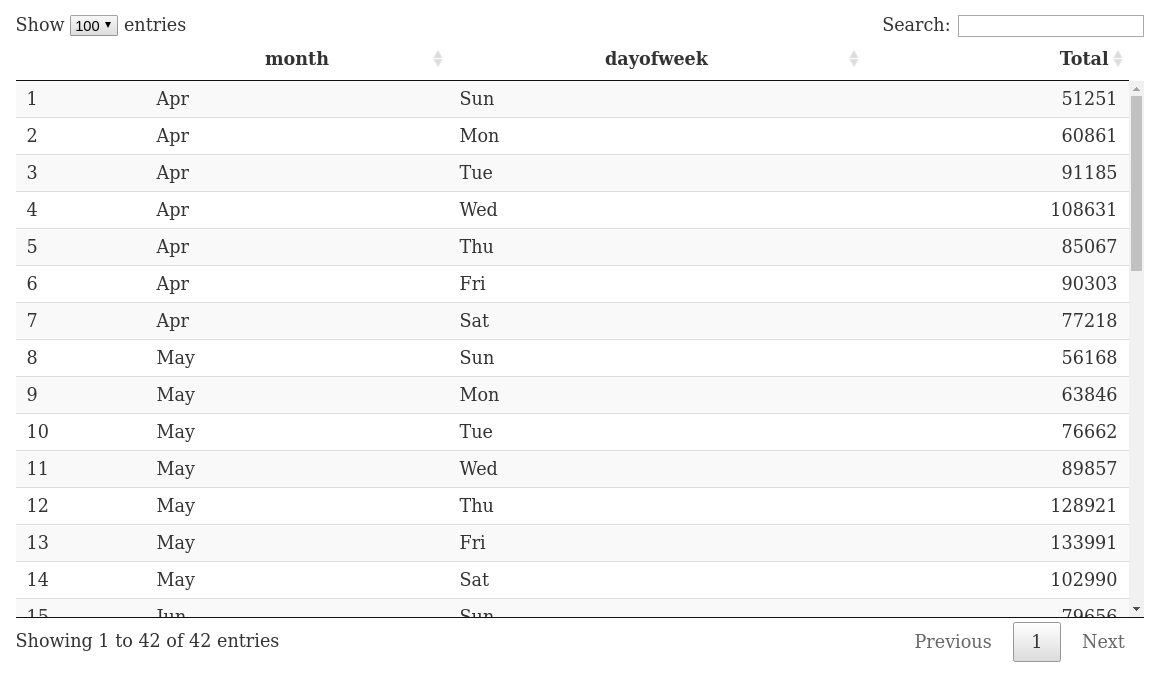 Show 100 entries Search:
month dayofweek Total
1 Apr Sun 51251
2 Apr Mon 60861
3 Apr Tue 91185
4 Apr Wed 108631
5 Apr Thu 85067
6 Apr Fri 90303
7 Apr Sat 77218
8 May Sun 56168
9 May Mon 63846
10 May Tue 76662
11 May Wed 89857
12 May Thu 128921
13 May Fri 133991
14 May Sat 102990
15 Jun Sun 79656
Showing 1 to 42 of 42 entries Previous 1 Next